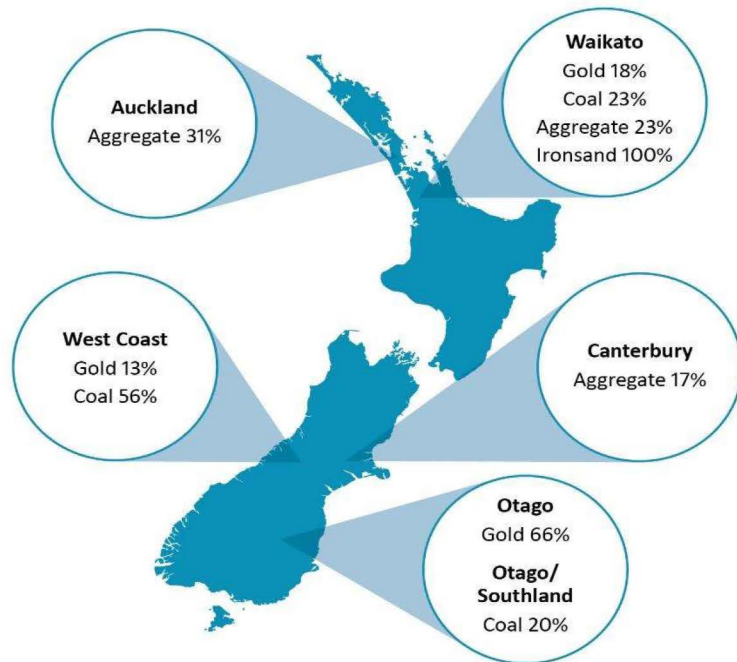 Auckland
Aggregate 31%
Waikato
Gold 18%
Coal 23%
Aggregate 23%
Ironsand 100%
West Coast
Gold 13%
Coal 56%
Canterbury
Aggregate 17%
Otago
Gold 66%
Otago/
Southland
Coal 20%